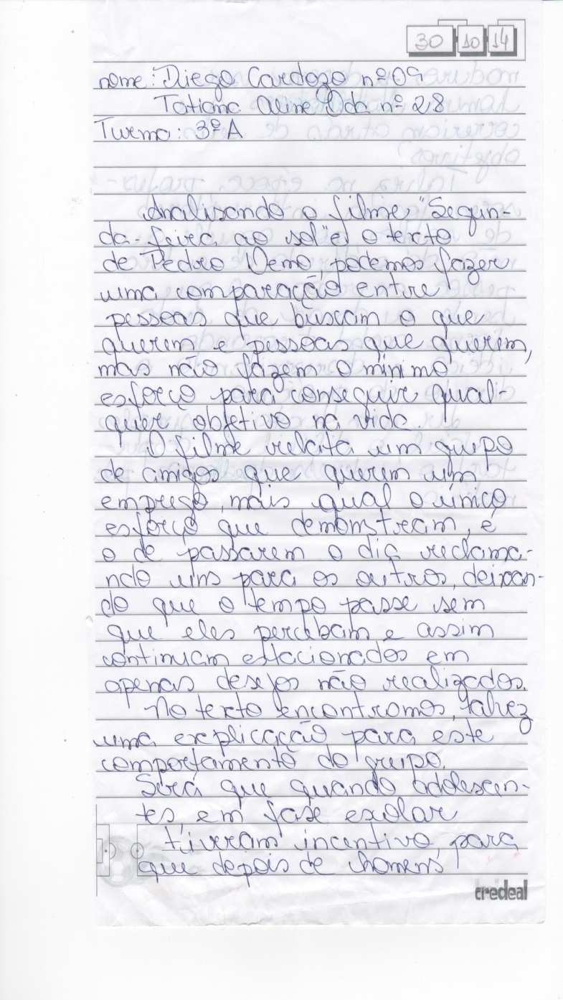 30 10 14
nome: Diego Cardozo nº 09
Tatiana Aline Oda nº 28
Turma: 3º A
Analisando o filme "Segun-
da-feira ao sol" e o texto
de Pedro Demo, podemos fazer
uma comparação entre
pessoas que buscam o que
querem e pessoas que querem,
mas não fazem o mínimo
esforço para conseguir qual-
quer objetivo na vida.
O filme relata um grupo
de amigos que querem um
emprego, mais qual o único
esforço que demonstram, é
o de passarem o dia reclama-
ndo uns para os outros, deixan-
do que o tempo passe sem
que eles percebam e assim
continuam estacionados em
apenas desejos não realizados.
No texto encontramos, talvez
uma explicação para este
comportamento do grupo.
Será que quando adolescen-
tes em fase escolar
tiveram incentivo, para
que depois de homens
credeal